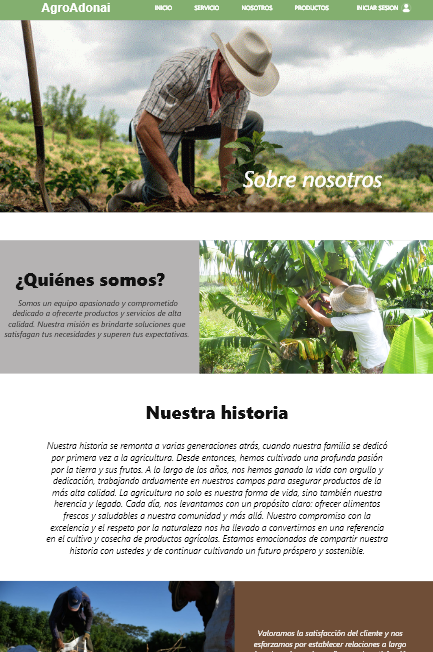 AgroAdonai INICIO SERVICIO NOSOTROS PRODUCTOS INICIAR SESION
Sobre nosotros
¿Quiénes somos?
Somos un equipo apasionado y comprometido
dedicado a ofrecerte productos y servicios de alta
calidad. Nuestra misión es brindarte soluciones que
satisfagan tus necesidades y superen tus expectativas.
Nuestra historia
Nuestra historia se remonta a varias generaciones atrás, cuando nuestra familia se dedicó
por primera vez a la agricultura. Desde entonces, hemos cultivado una profunda pasión
por la tierra y sus frutos. A lo largo de los años, nos hemos ganado la vida con orgullo y
dedicación, trabajando arduamente en nuestros campos para asegurar productos de la
más alta calidad. La agricultura no solo es nuestra forma de vida, sino también nuestra
herencia y legado. Cada día, nos levantamos con un propósito claro: ofrecer alimentos
frescos y saludables a nuestra comunidad y más allá. Nuestro compromiso con la
excelencia y el respeto por la naturaleza nos ha llevado a convertirnos en una referencia
en el cultivo y cosecha de productos agrícolas. Estamos emocionados de compartir nuestra
historia con ustedes y de continuar cultivando un futuro próspero y sostenible.
Valoramos la satisfacción del cliente y nos
esforzamos por establecer relaciones a largo